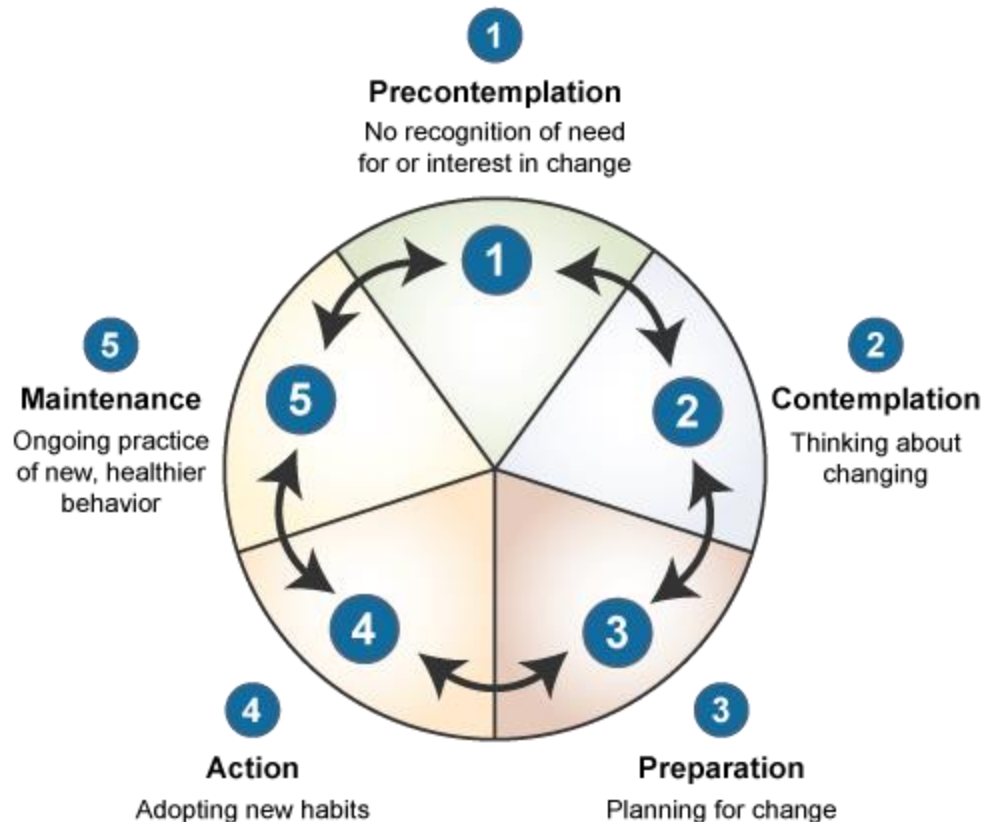 1
Precontemplation
No recognition of need
for or interest in change
1
5
Maintenance
Ongoing practice
of new, healthier
behavior
5
2
2
Contemplation
Thinking about
changing
4
3
4
Action
Adopting new habits
3
Preparation
Planning for change